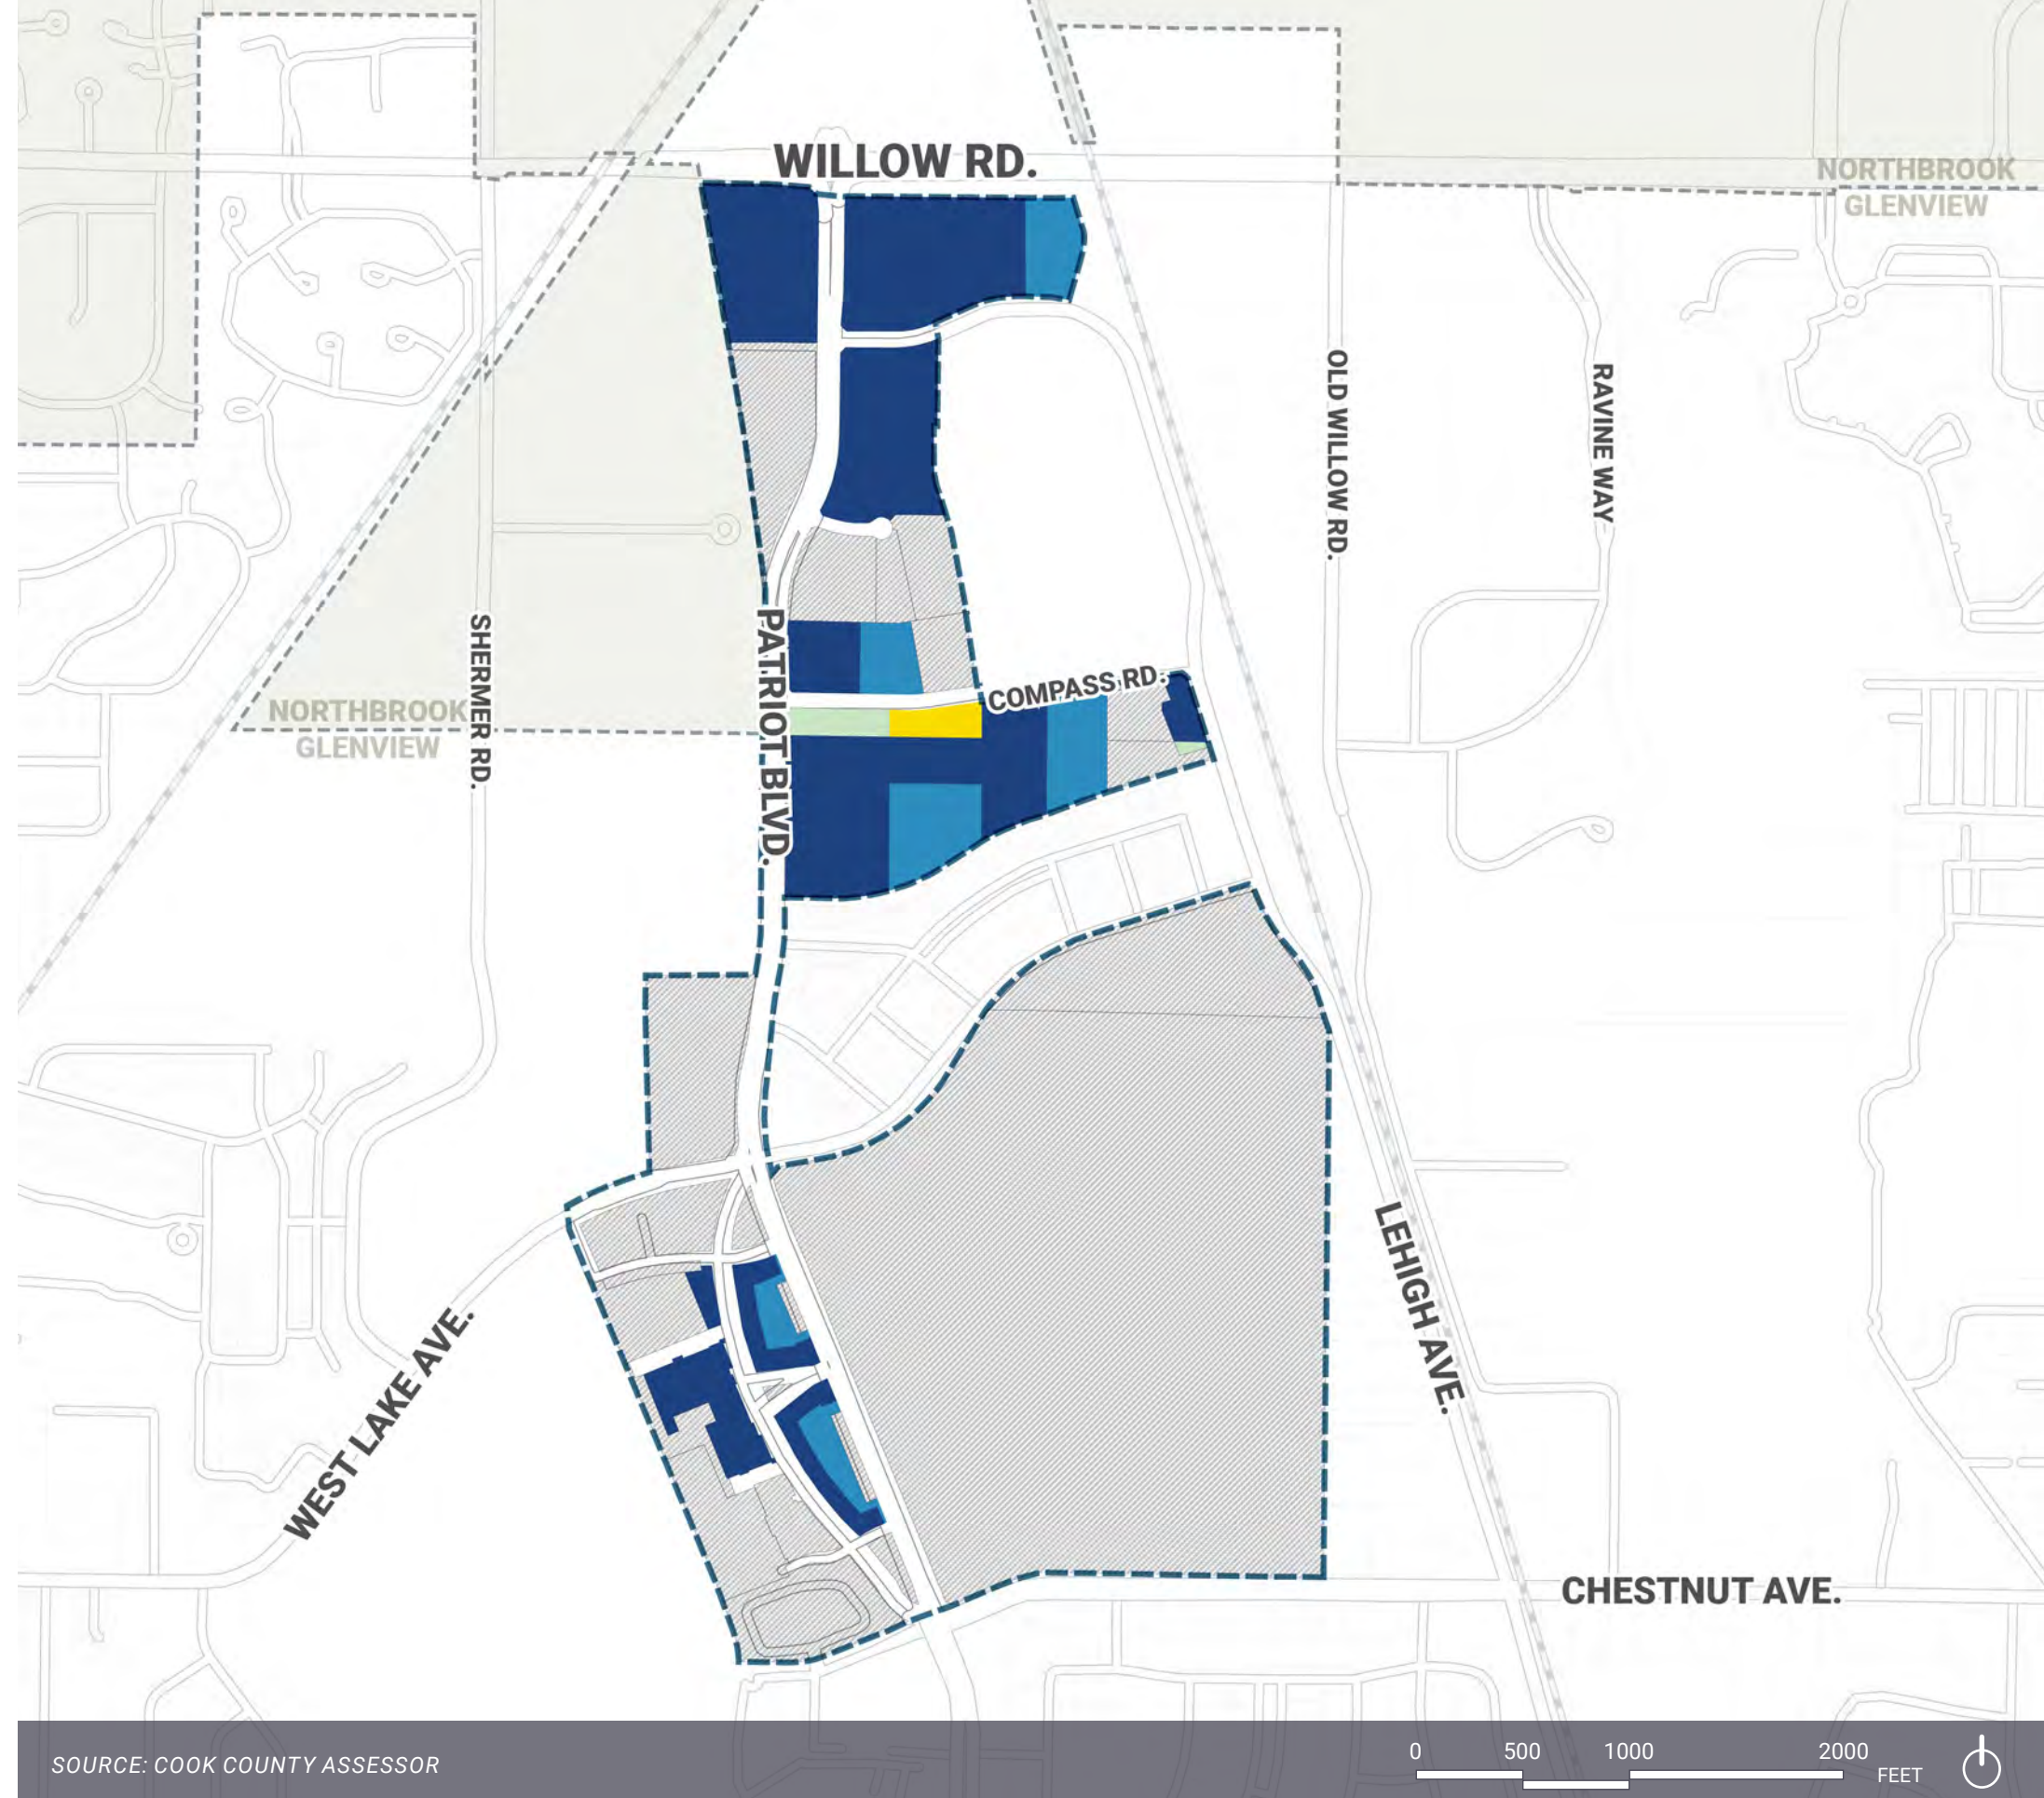 WILLOW RD.
NORTHBROOK
GLENVIEW
OLD WILLOW RD.
RAVINE WAY
SHERMER RD.
PATRIOT BLVD.
COMPASS RD.
NORTHBROOK
GLENVIEW
LEHIGH AVE.
WEST LAKE AVE.
CHESTNUT AVE.
SOURCE: COOK COUNTY ASSESSOR
0 500 1000 2000
FEET